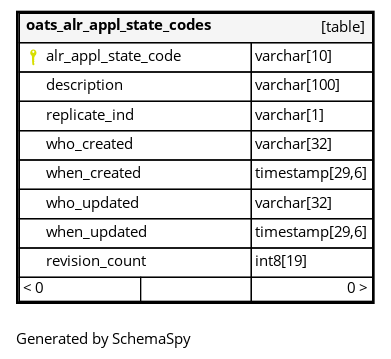 oats_alr_appl_state_codes [table]
alr_appl_state_code varchar[10]
description varchar[100]
replicate_ind varchar[1]
who_created varchar[32]
when_created timestamp[29,6]
who_updated varchar[32]
when_updated timestamp[29,6]
revision_count int8[19]
< 0 0 >
Generated by SchemaSpy